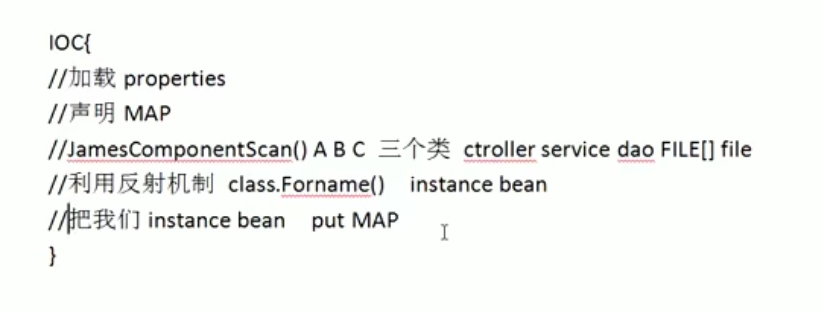 IOC{
//加载 properties
//声明 MAP
//JamesComponentScan() A B C 三个类 ctroller service dao FILE[] file
//利用反射机制 class.Forname() instance bean
//把我们 instance bean put MAP
}